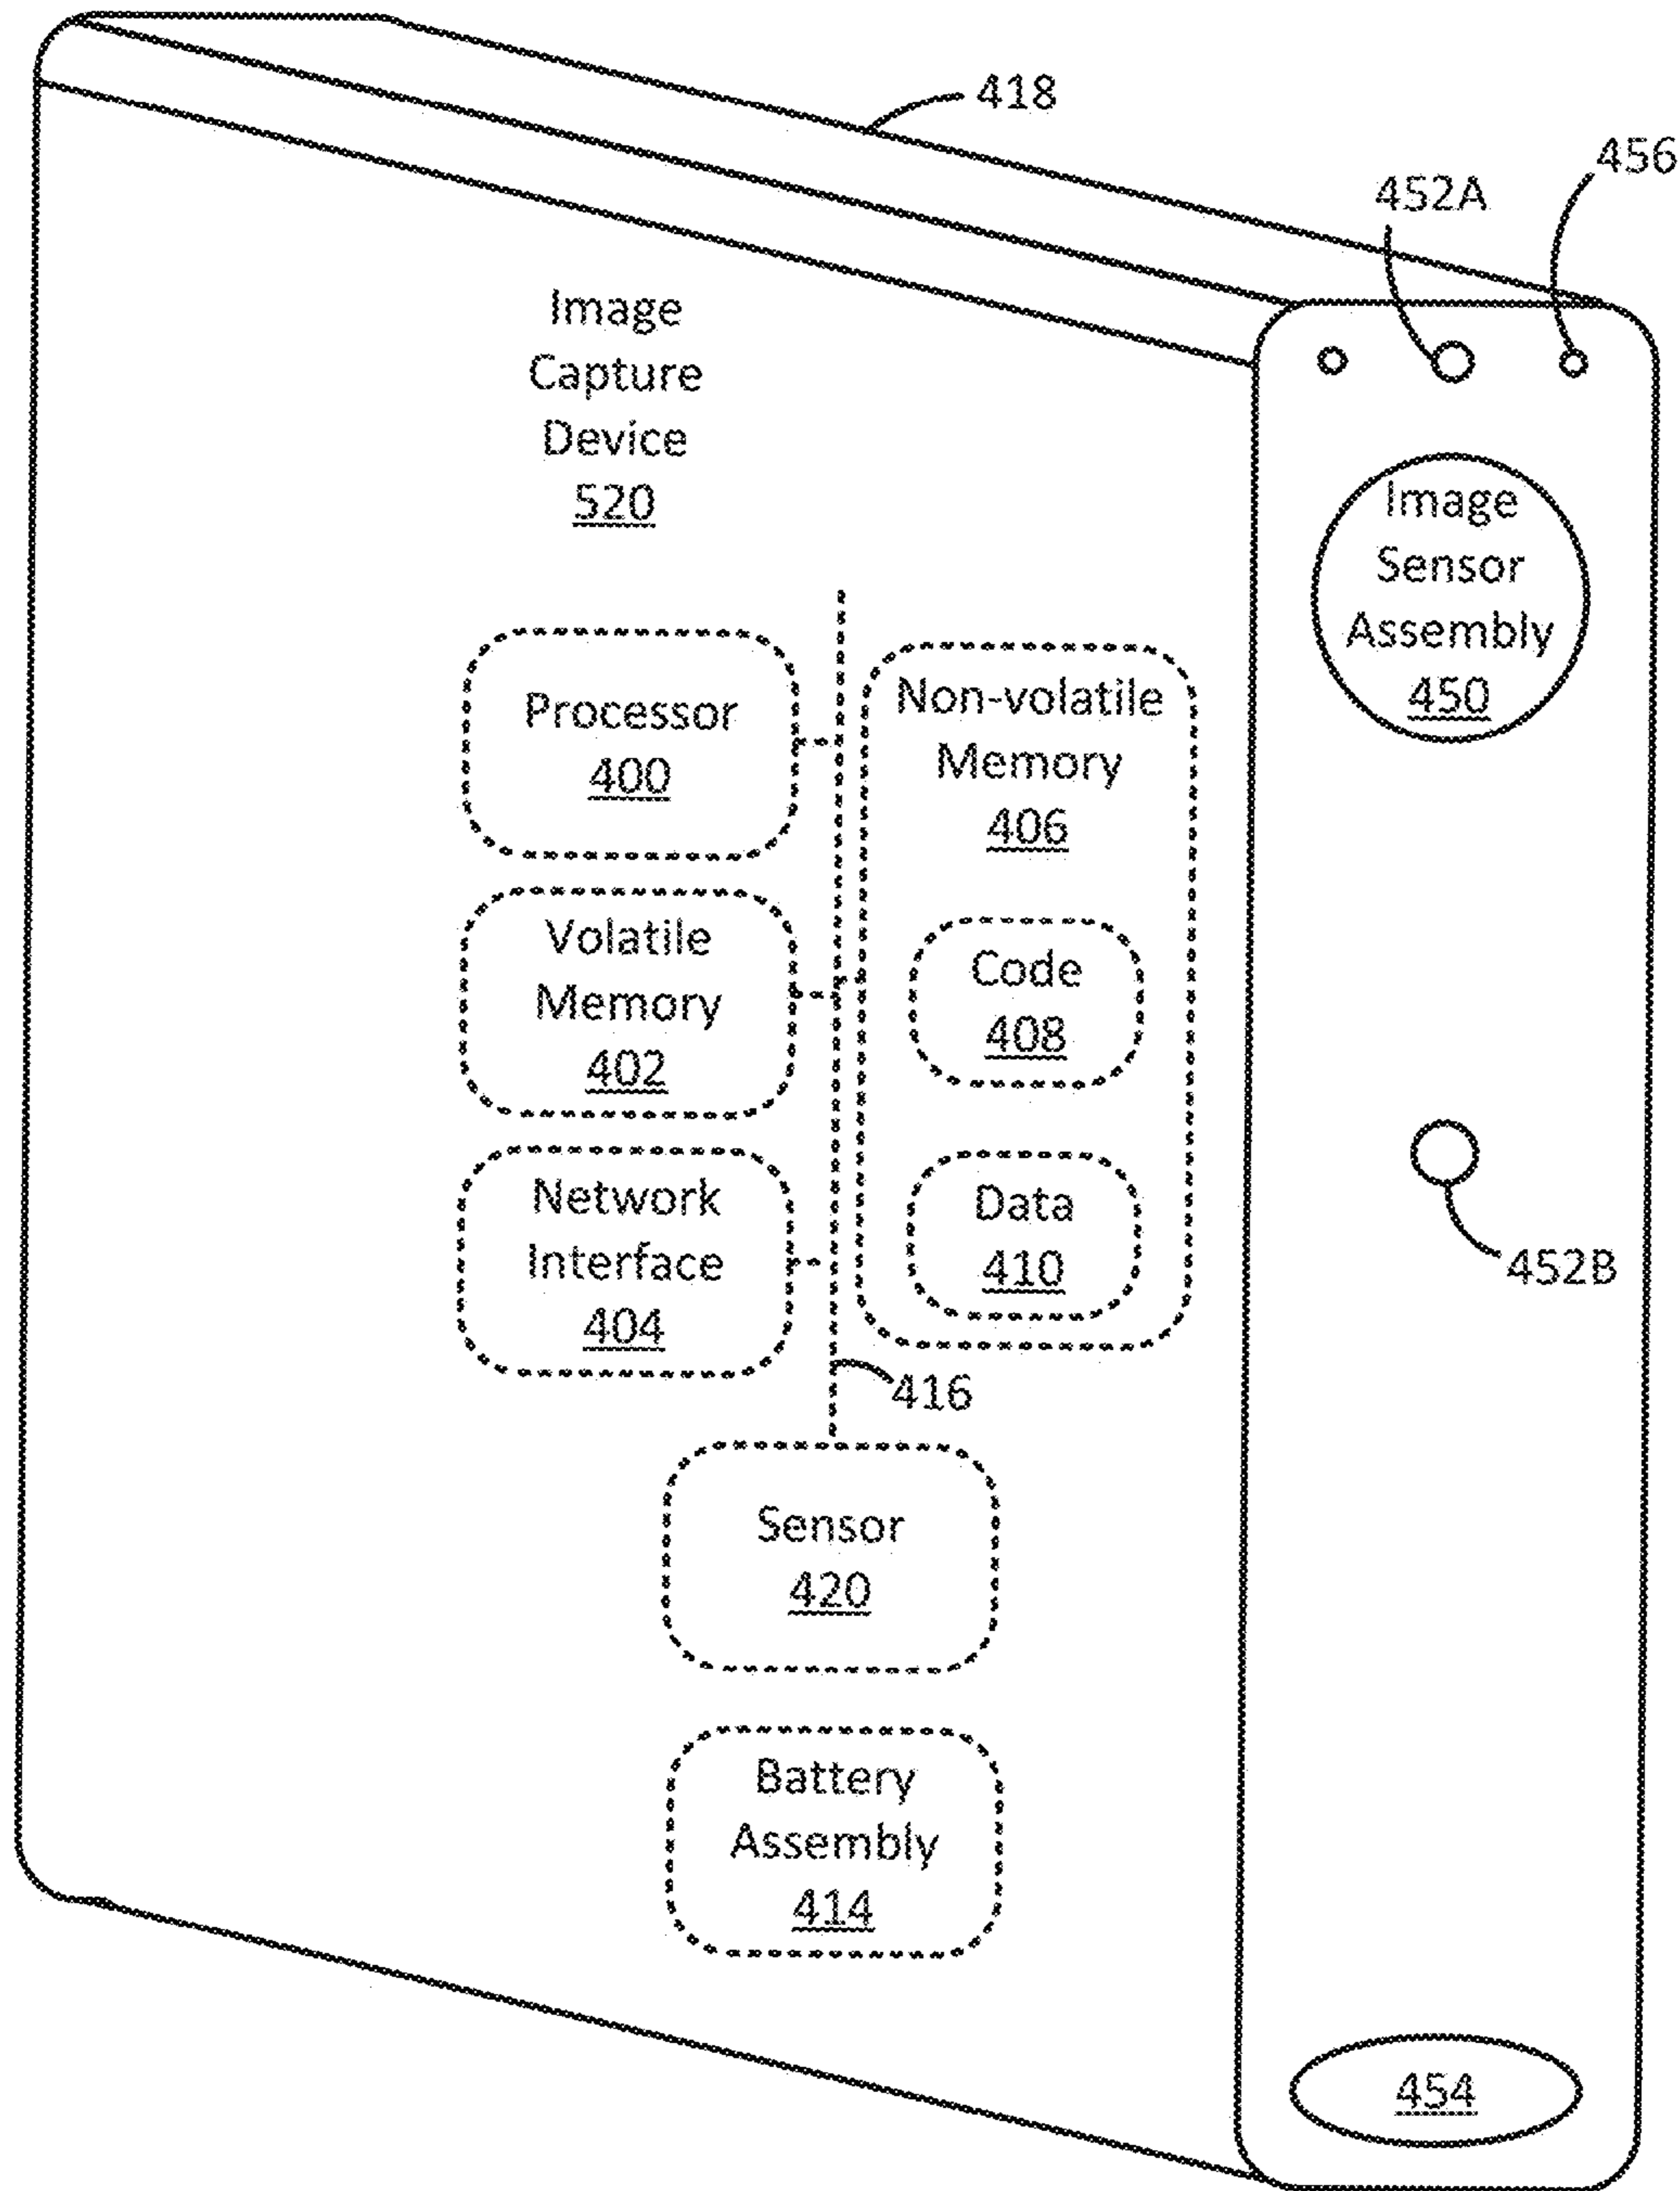 418
456
452A
Image
Capture
Device
520
Image
Sensor
Assembly
450
Processor
400
Non-volatile
Memory
406
Volatile
Memory
402
Code
408
Network
Interface
404
Data
410
452B
416
Sensor
420
Battery
Assembly
414
454